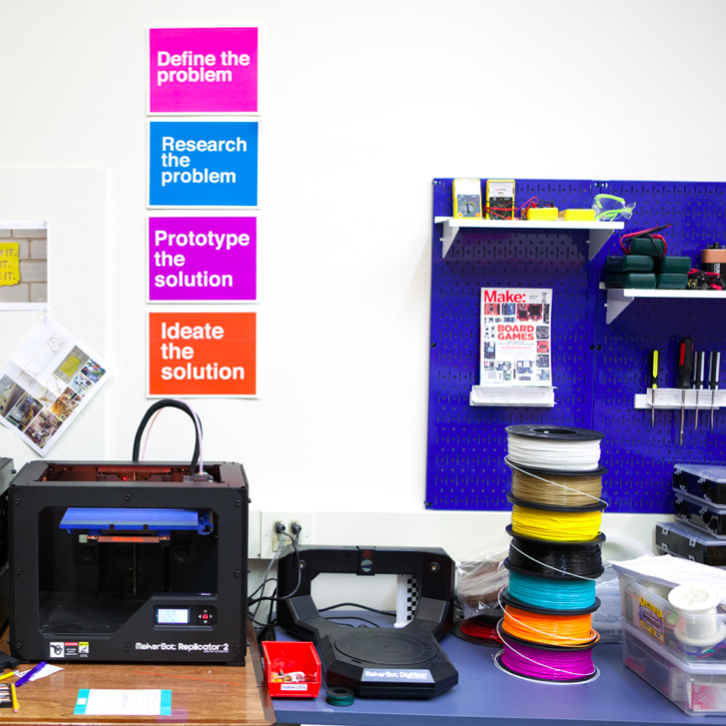 Define the
problem
Research
the
problem
Prototype
the
solution
Ideate
the
solution
Make:
BOARD
GAMES
MakerBot Replicator 2
MakerBot Digitizer